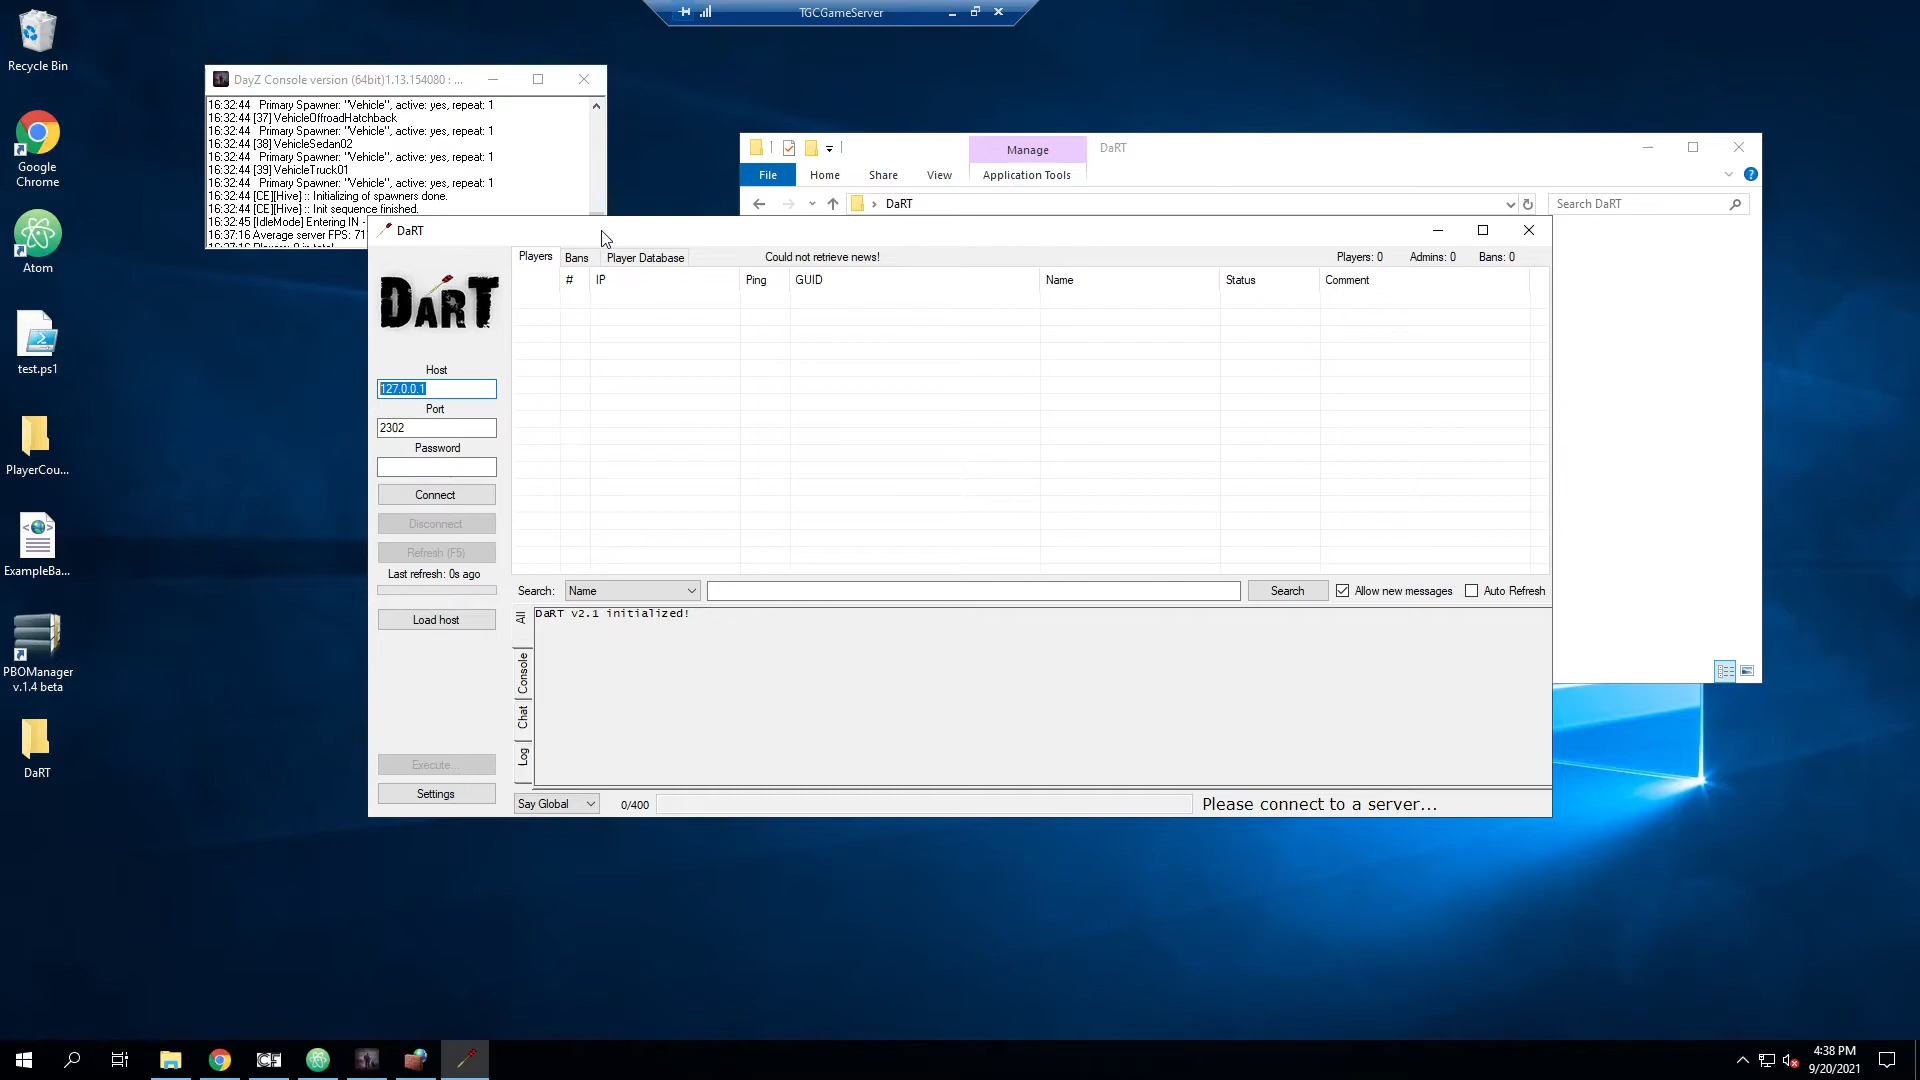 TGCGameServer
Recycle Bin
Google
Chrome
Atom
test.ps1
PlayerCou...
ExampleBa...
PBOManager
v.1.4 beta
DaRT
DayZ Console version (64bit)1.13.154080 : ...
16:32:44   Primary Spawner: "Vehicle", active: yes, repeat: 1
16:32:44 [37] VehicleOffroadHatchback
16:32:44   Primary Spawner: "Vehicle", active: yes, repeat: 1
16:32:44 [38] VehicleSedan02
16:32:44   Primary Spawner: "Vehicle", active: yes, repeat: 1
16:32:44 [39] VehicleTruck01
16:32:44   Primary Spawner: "Vehicle", active: yes, repeat: 1
16:32:44 [CE][Hive] :: Initializing of spawners done.
16:32:44 [CE][Hive] :: Init sequence finished.
16:32:45 [IdleMode] Entering IN -
16:37:16 Average server FPS: 71
Manage
DaRT
File Home Share View Application Tools
DaRT
Search DaRT
DaRT
Players Bans Player Database Could not retrieve news! Players: 0 Admins: 0 Bans: 0
# IP Ping GUID Name Status Comment
DaRT
Host
127.0.0.1
Port
2302
Password
Connect
Disconnect
Refresh (F5)
Last refresh: 0s ago
Load host
Execute...
Settings
Search: Name Search Allow new messages Auto Refresh
All
Console
Chat
Log
DaRT v2.1 initialized!
Say Global 0/400 Please connect to a server...
4:38 PM
9/20/2021